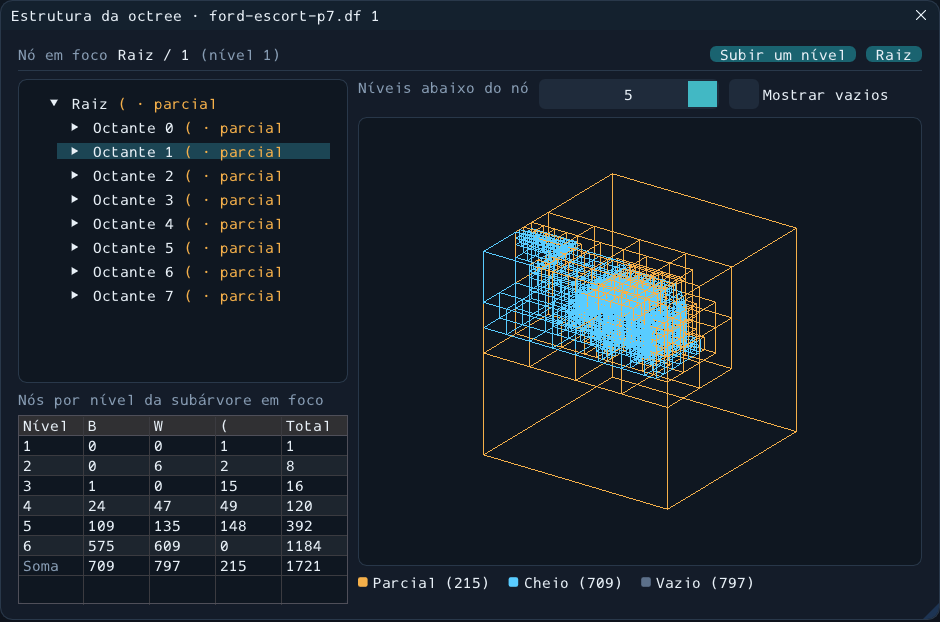 Estrutura da octree · ford-escort-p7.df 1
Nó em foco Raiz / 1 (nível 1)
Subir um nível
Raiz
Raiz ( · parcial
Octante 0 ( · parcial
Octante 1 ( · parcial
Octante 2 ( · parcial
Octante 3 ( · parcial
Octante 4 ( · parcial
Octante 5 ( · parcial
Octante 6 ( · parcial
Octante 7 ( · parcial
Níveis abaixo do nó 5 Mostrar vazios
Nós por nível da subárvore em foco
Nível B W ( Total
1 0 0 1 1
2 0 6 2 8
3 1 0 15 16
4 24 47 49 120
5 109 135 148 392
6 575 609 0 1184
Soma 709 797 215 1721
Parcial (215) Cheio (709) Vazio (797)